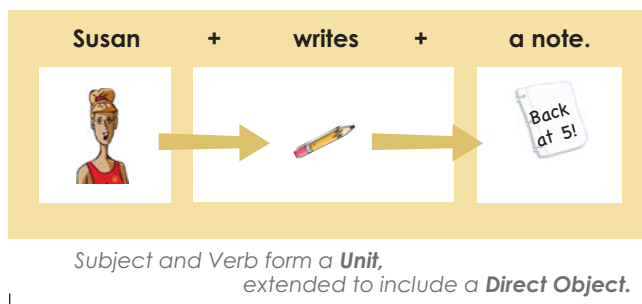 Susan + writes + a note.
Back
at 5!
Subject and Verb form a Unit,
extended to include a Direct Object.